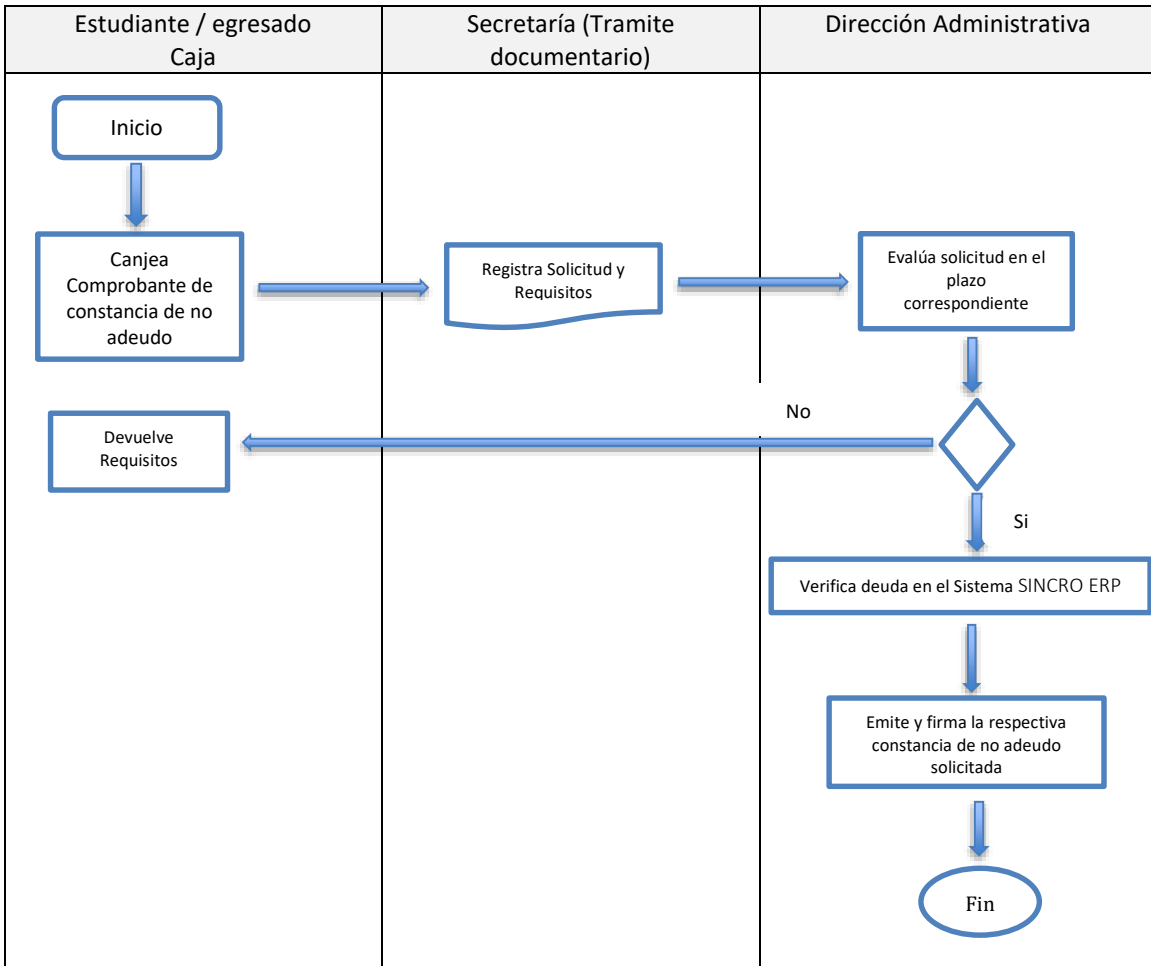 Estudiante / egresado
Caja
Secretaría (Tramite
documentario)
Dirección Administrativa
Inicio
Canjea
Comprobante de
constancia de no
adeudo
Registra Solicitud y
Requisitos
Evalúa solicitud en el
plazo
correspondiente
No
Devuelve
Requisitos
Si
Verifica deuda en el Sistema SINCRO ERP
Emite y firma la respectiva
constancia de no adeudo
solicitada
Fin